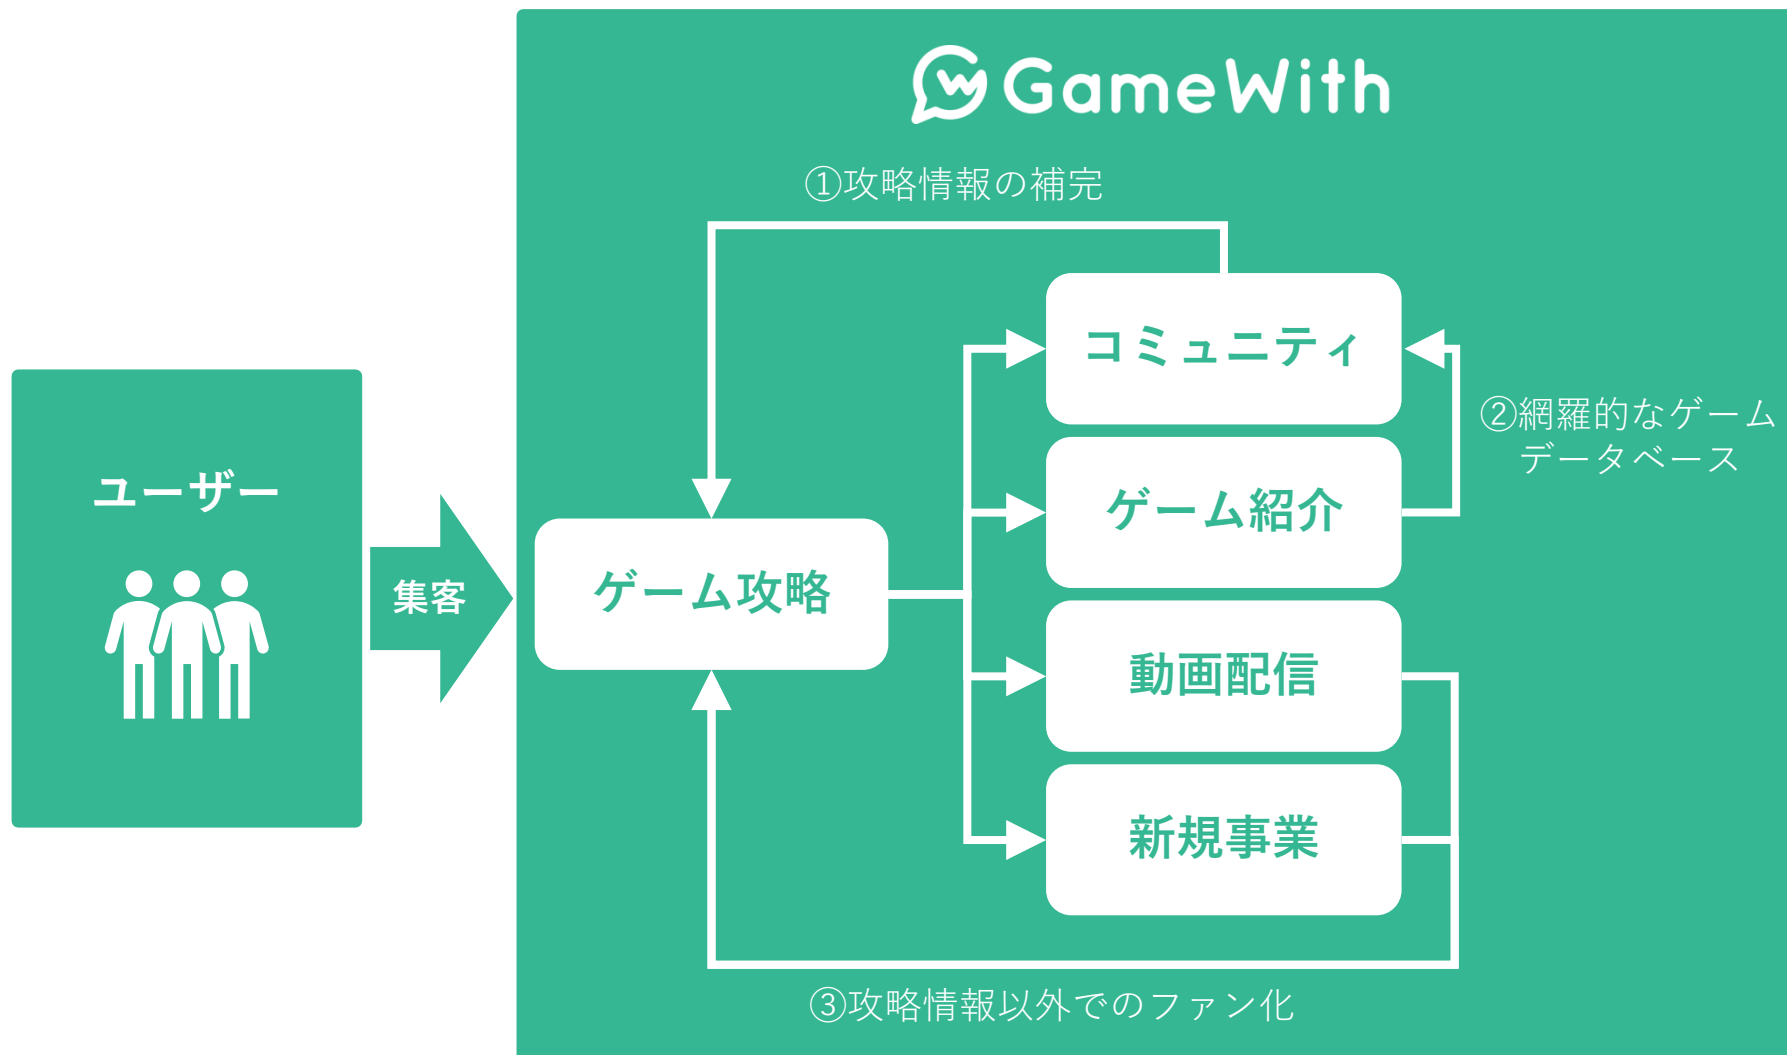 GameWith
①攻略情報の補完
コミュニティ
②網羅的なゲーム
データベース
ユーザー
ゲーム紹介
集客
ゲーム攻略
動画配信
新規事業
③攻略情報以外でのファン化